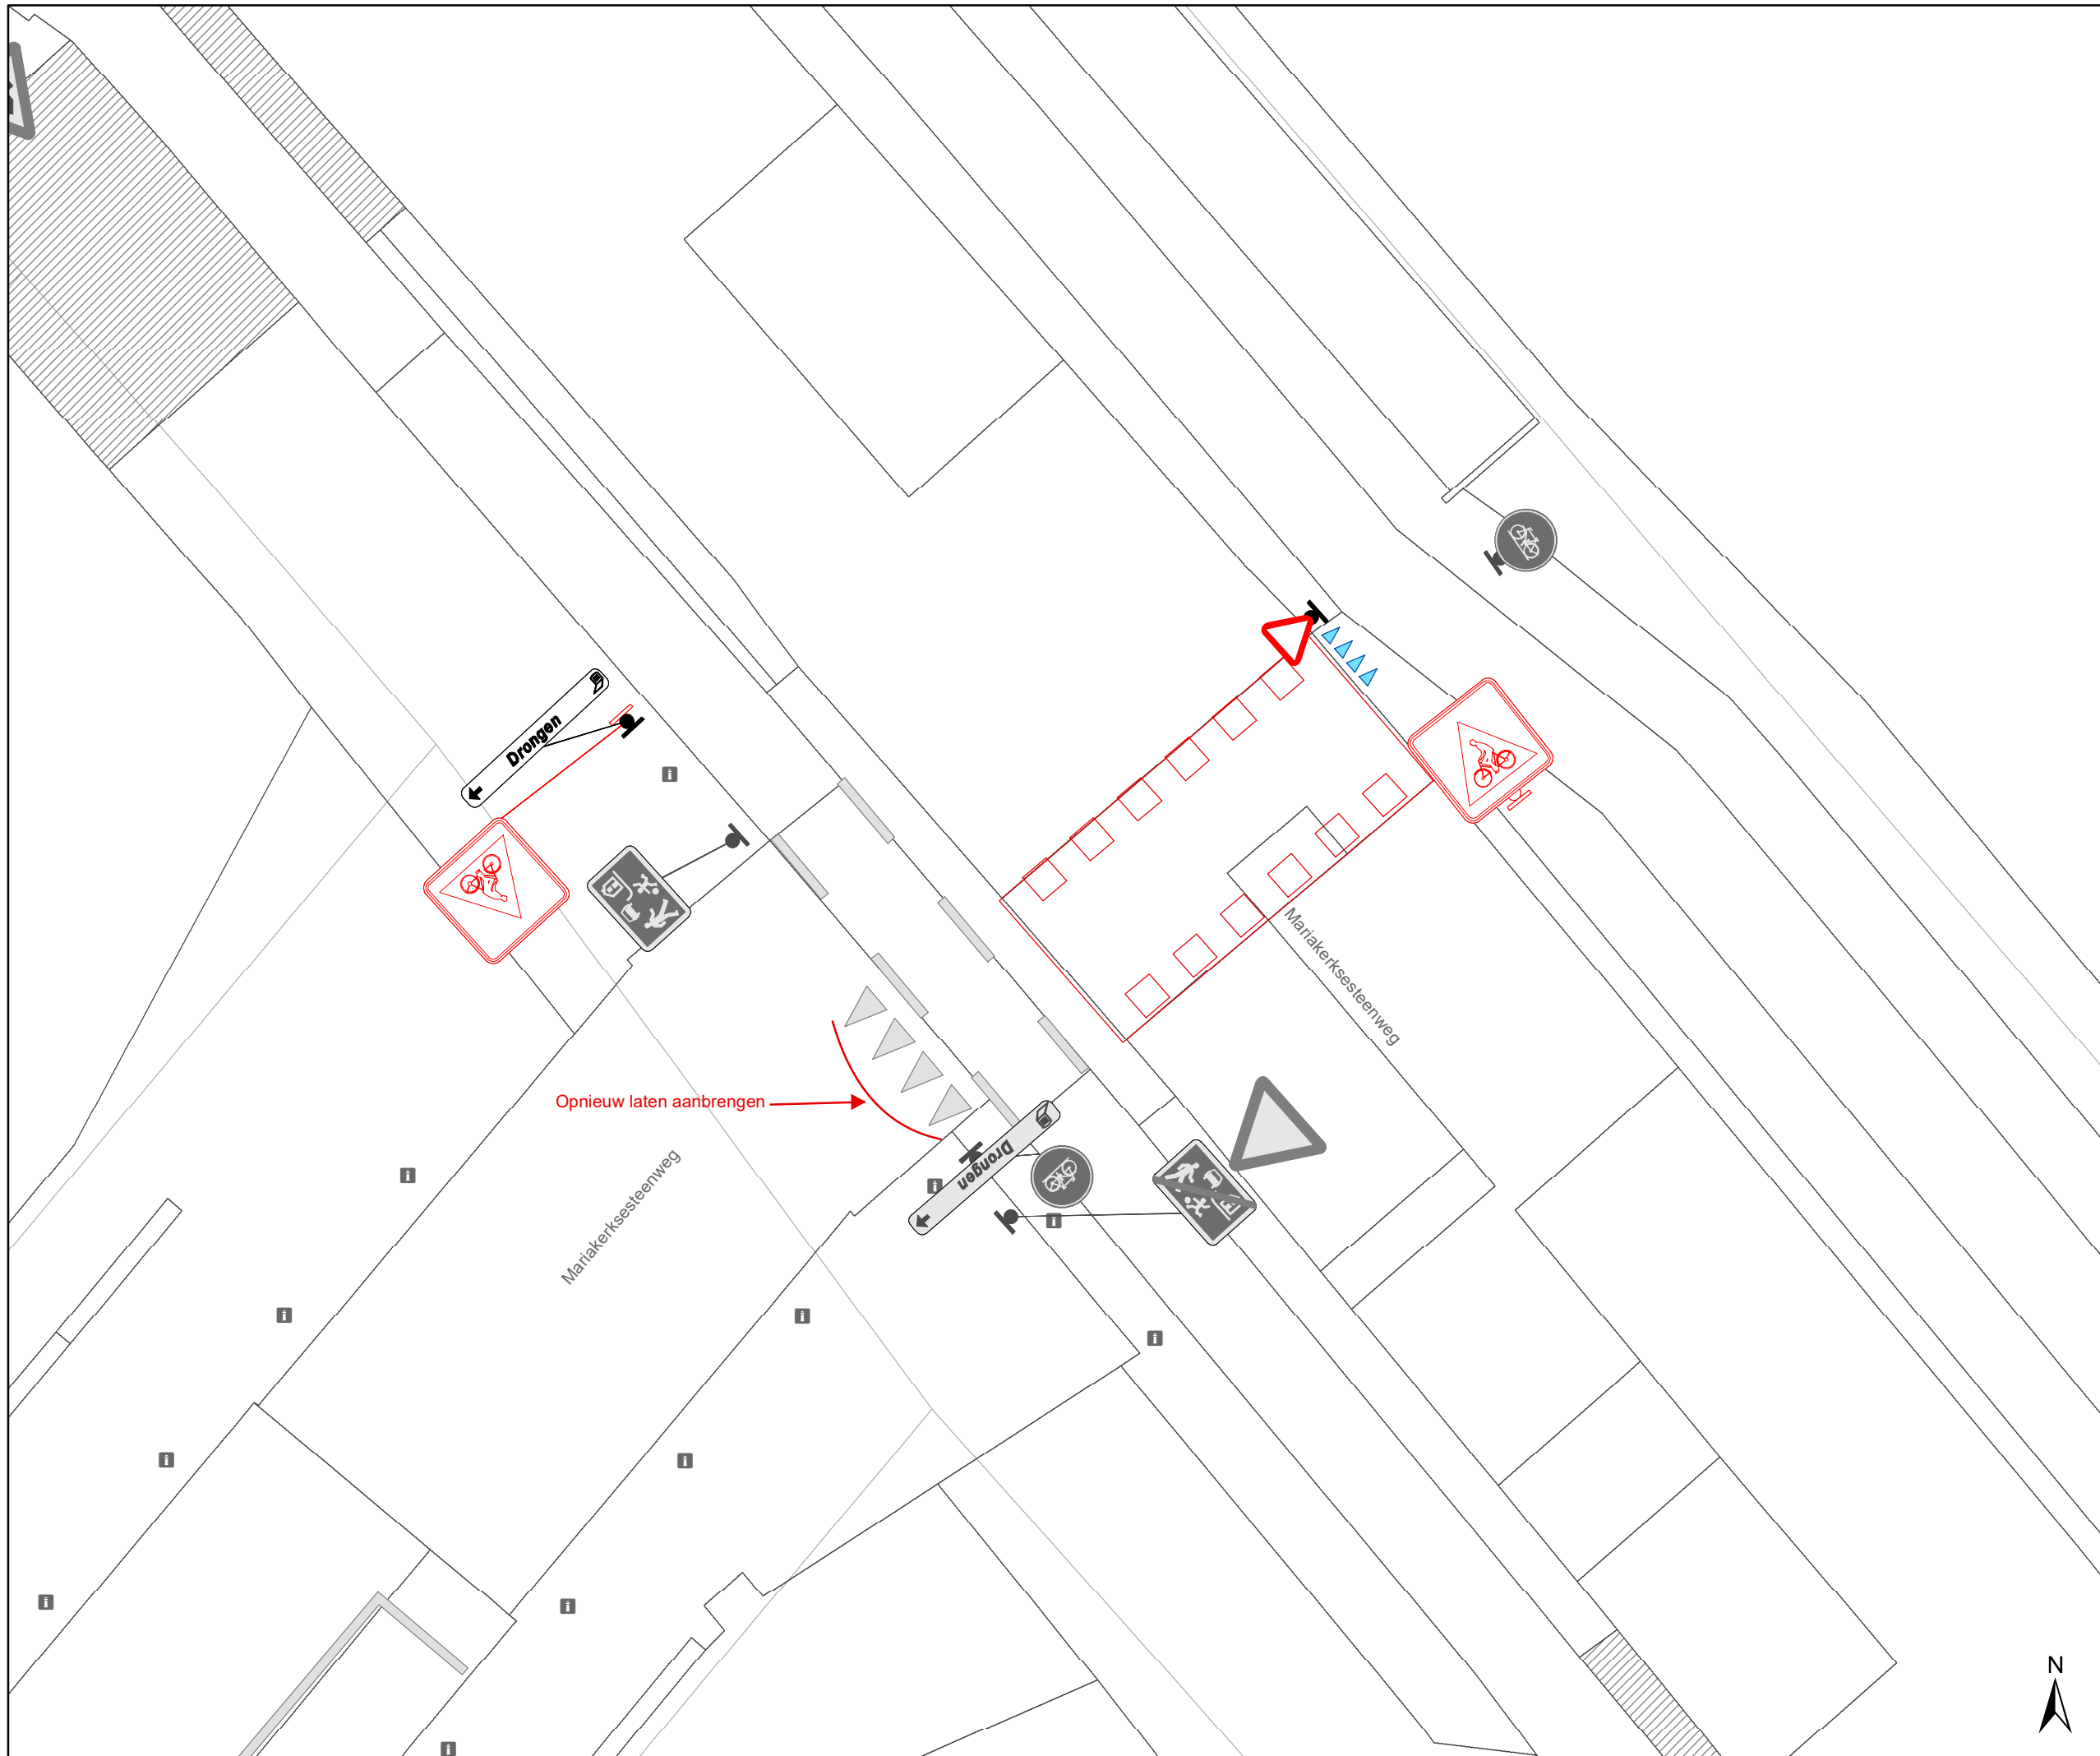 Drongen
Mariakerksesteenweg
Opnieuw laten aanbrengen
Drongen
Mariakerksesteenweg
N